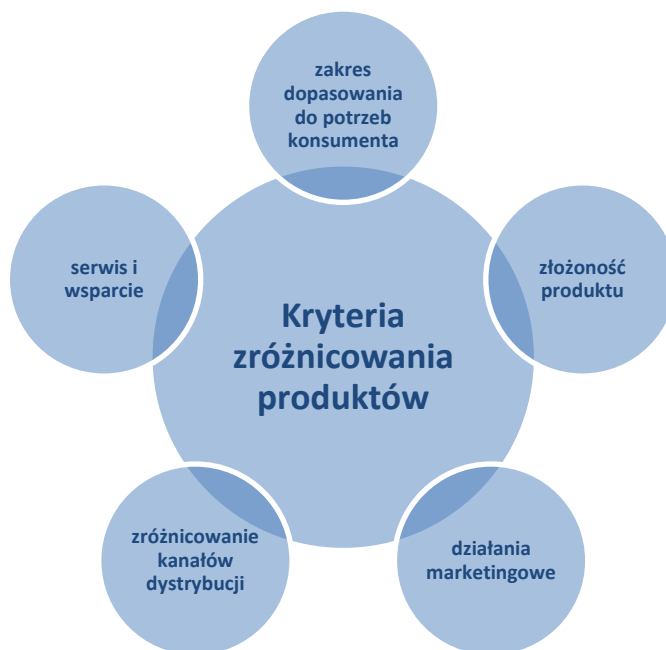 zakres
dopasowania
do potrzeb
konsumenta
serwis i
wsparcie
złożoność
produktu
Kryteria
zróżnicowania
produktów
zróżnicowanie
kanałów
dystrybucji
działania
marketingowe